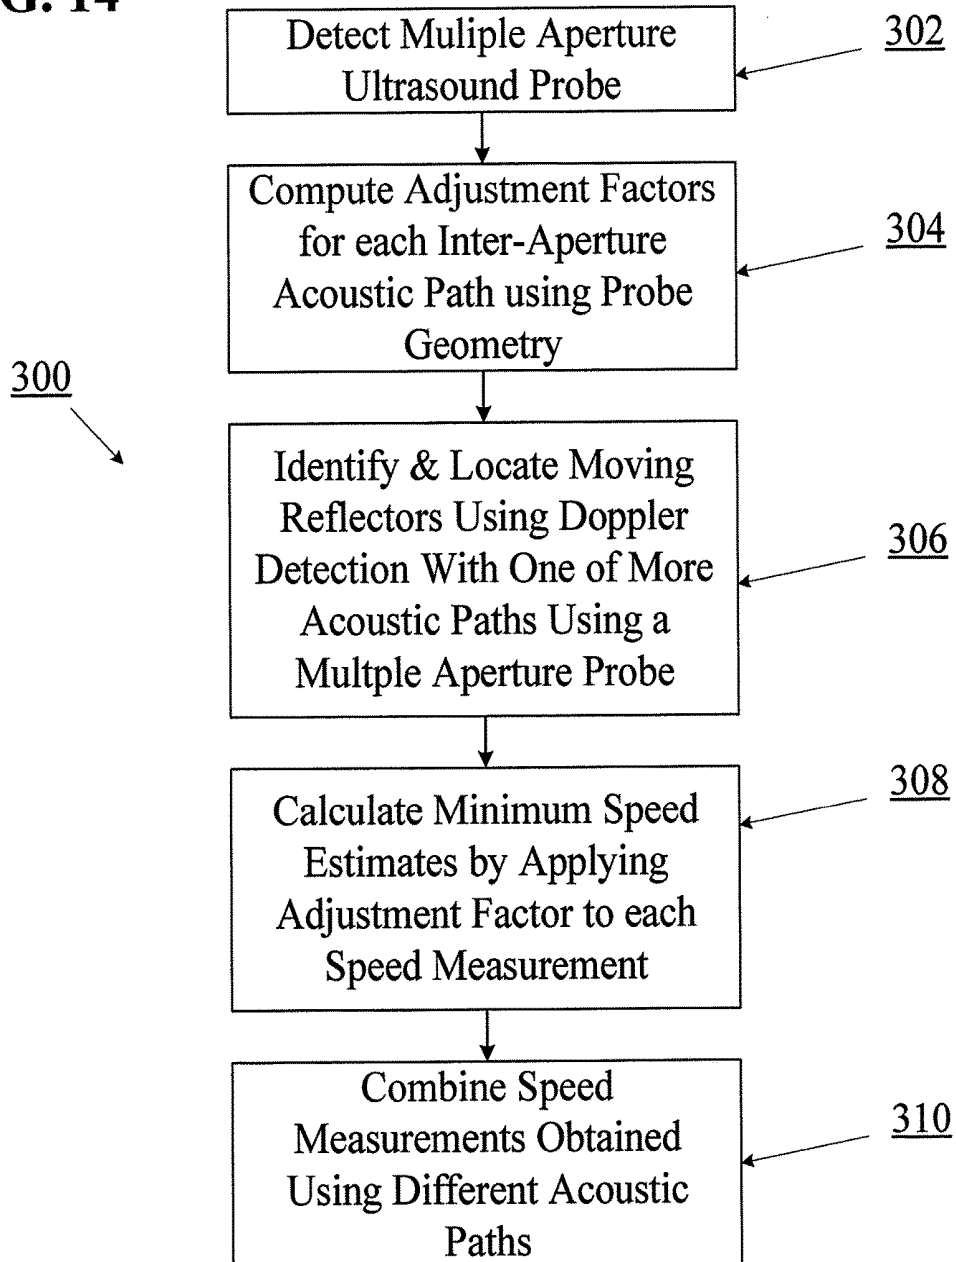 G. 14
Detect Muliple Aperture
Ultrasound Probe
302
Compute Adjustment Factors
for each Inter-Aperture
Acoustic Path using Probe
Geometry
304
300
Identify & Locate Moving
Reflectors Using Doppler
Detection With One of More
Acoustic Paths Using a
Multple Aperture Probe
306
Calculate Minimum Speed
Estimates by Applying
Adjustment Factor to each
Speed Measurement
308
Combine Speed
Measurements Obtained
Using Different Acoustic
Paths
310